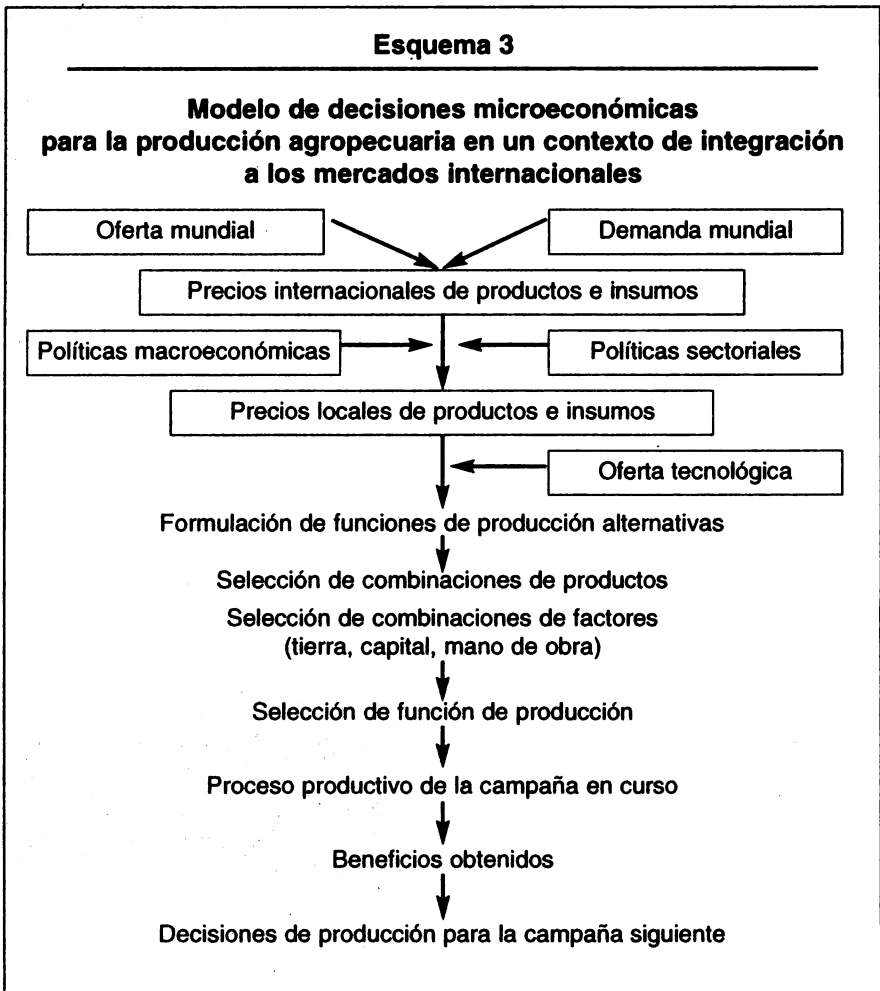 Esquema 3
Modelo de decisiones microeconómicas
para la producción agropecuaria en un contexto de integración
a los mercados internacionales
Oferta mundial
Demanda mundial
Precios internacionales de productos e insumos
Políticas macroeconómicas
Políticas sectoriales
Precios locales de productos e insumos
Oferta tecnológica
Formulación de funciones de producción alternativas
Selección de combinaciones de productos
Selección de combinaciones de factores
(tierra, capital, mano de obra)
Selección de función de producción
Proceso productivo de la campaña en curso
Beneficios obtenidos
Decisiones de producción para la campaña siguiente